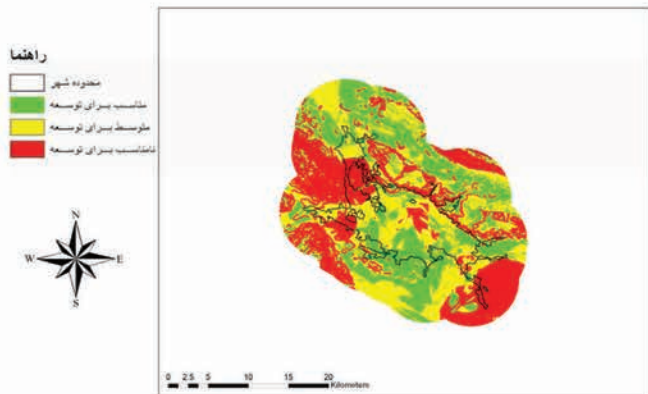 راهنما
محدوده شهر
مناسب برای توسعه
متوسط برای توسعه
نامناسب برای توسعه
N
W E
S
0 2.5 5 10 15 20
Kilometers